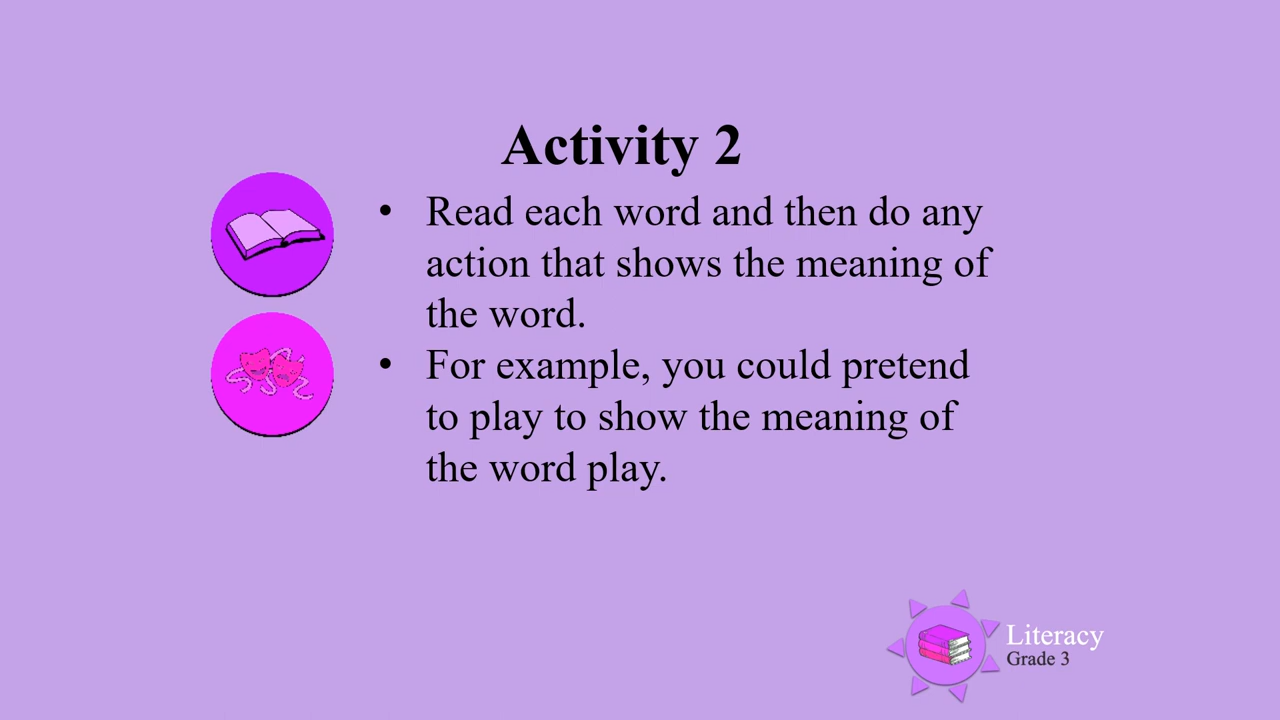 Activity 2
• Read each word and then do any
action that shows the meaning of
the word.
• For example, you could pretend
to play to show the meaning of
the word play.
Literacy
Grade 3